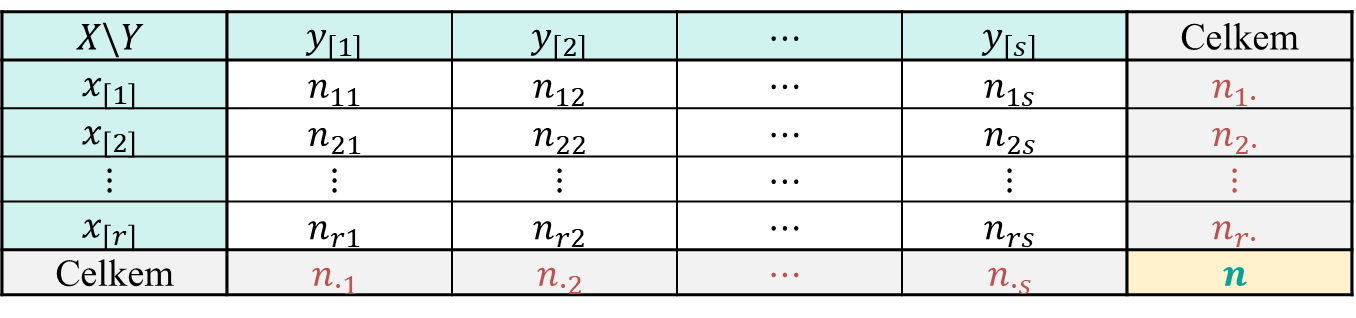 X\Y y[1] y[2] ⋯ y[s] Celkem
x[1] n11 n12 ⋯ n1s n1.
x[2] n21 n22 ⋯ n2s n2.
⋮ ⋮ ⋮ ⋯ ⋮ ⋮
x[r] nr1 nr2 ⋯ nrs nr.
Celkem n.1 n.2 ⋯ n.s n